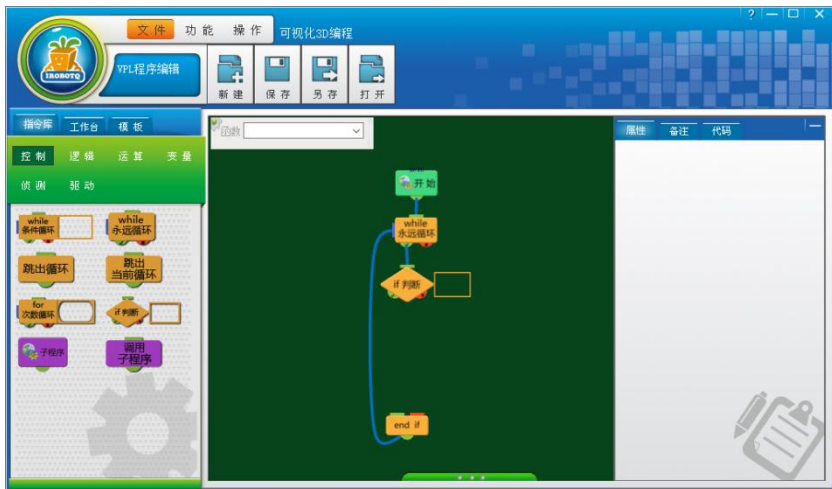 文件 功能 操作 可视化3D编程
IROBOTQ
VPL程序编辑
新建 保存 另存 打开
指令库 工作台 模板
控制 逻辑 运算 变量
侦测 驱动
while
条件循环
while
永远循环
跳出循环
跳出
当前循环
for
次数循环
if 判断
子程序
调用
子程序
函数
开始
while
永远循环
if 判断
end if
属性 备注 代码